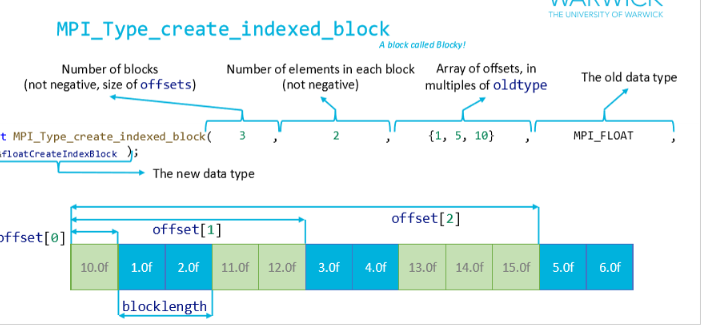 WARWICK
THE UNIVERSITY OF WARWICK
MPI_Type_create_indexed_block
A block called Blocky!
Number of blocks
(not negative, size of offsets)
Number of elements in each block
(not negative)
Array of offsets, in
multiples of oldtype
The old data type
t MPI_Type_create_indexed_block( 3 , 2 , {1, 5, 10} , MPI_FLOAT ,
floatCreateIndexBlock );
The new data type
offset[2]
offset[1]
offset[0]
10.0f 1.0f 2.0f 11.0f 12.0f 3.0f 4.0f 13.0f 14.0f 15.0f 5.0f 6.0f
blocklength